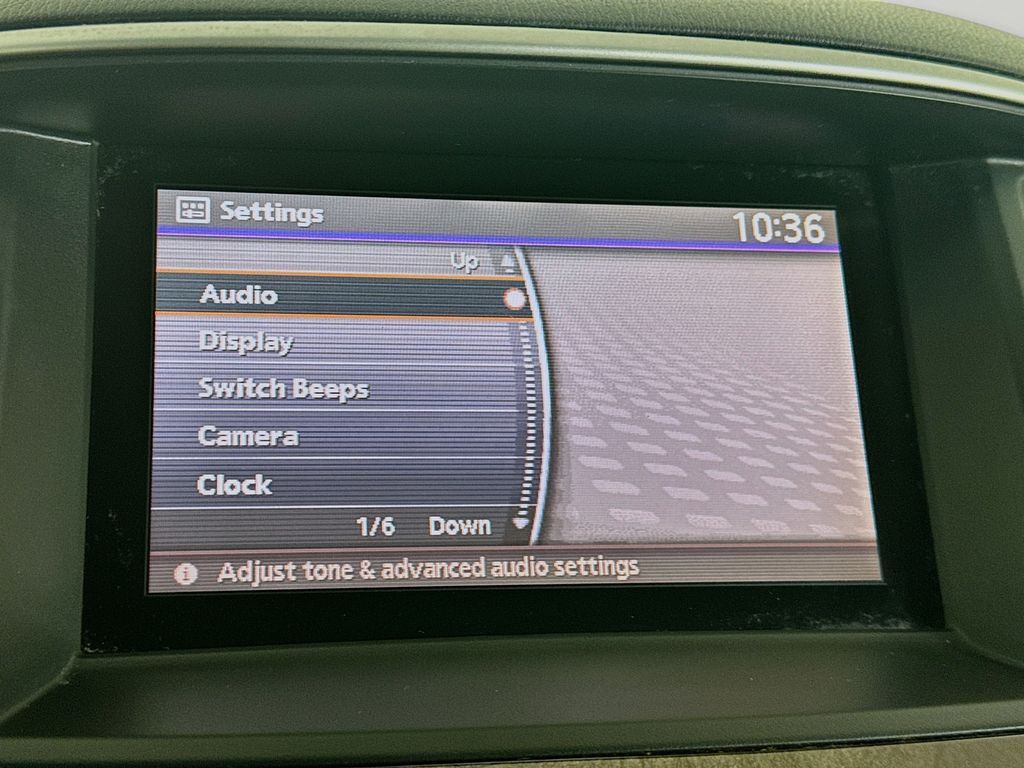 Settings
10:36
Up
Audio
Display
Switch Beeps
Camera
Clock
1/6 Down
Adjust tone & advanced audio settings